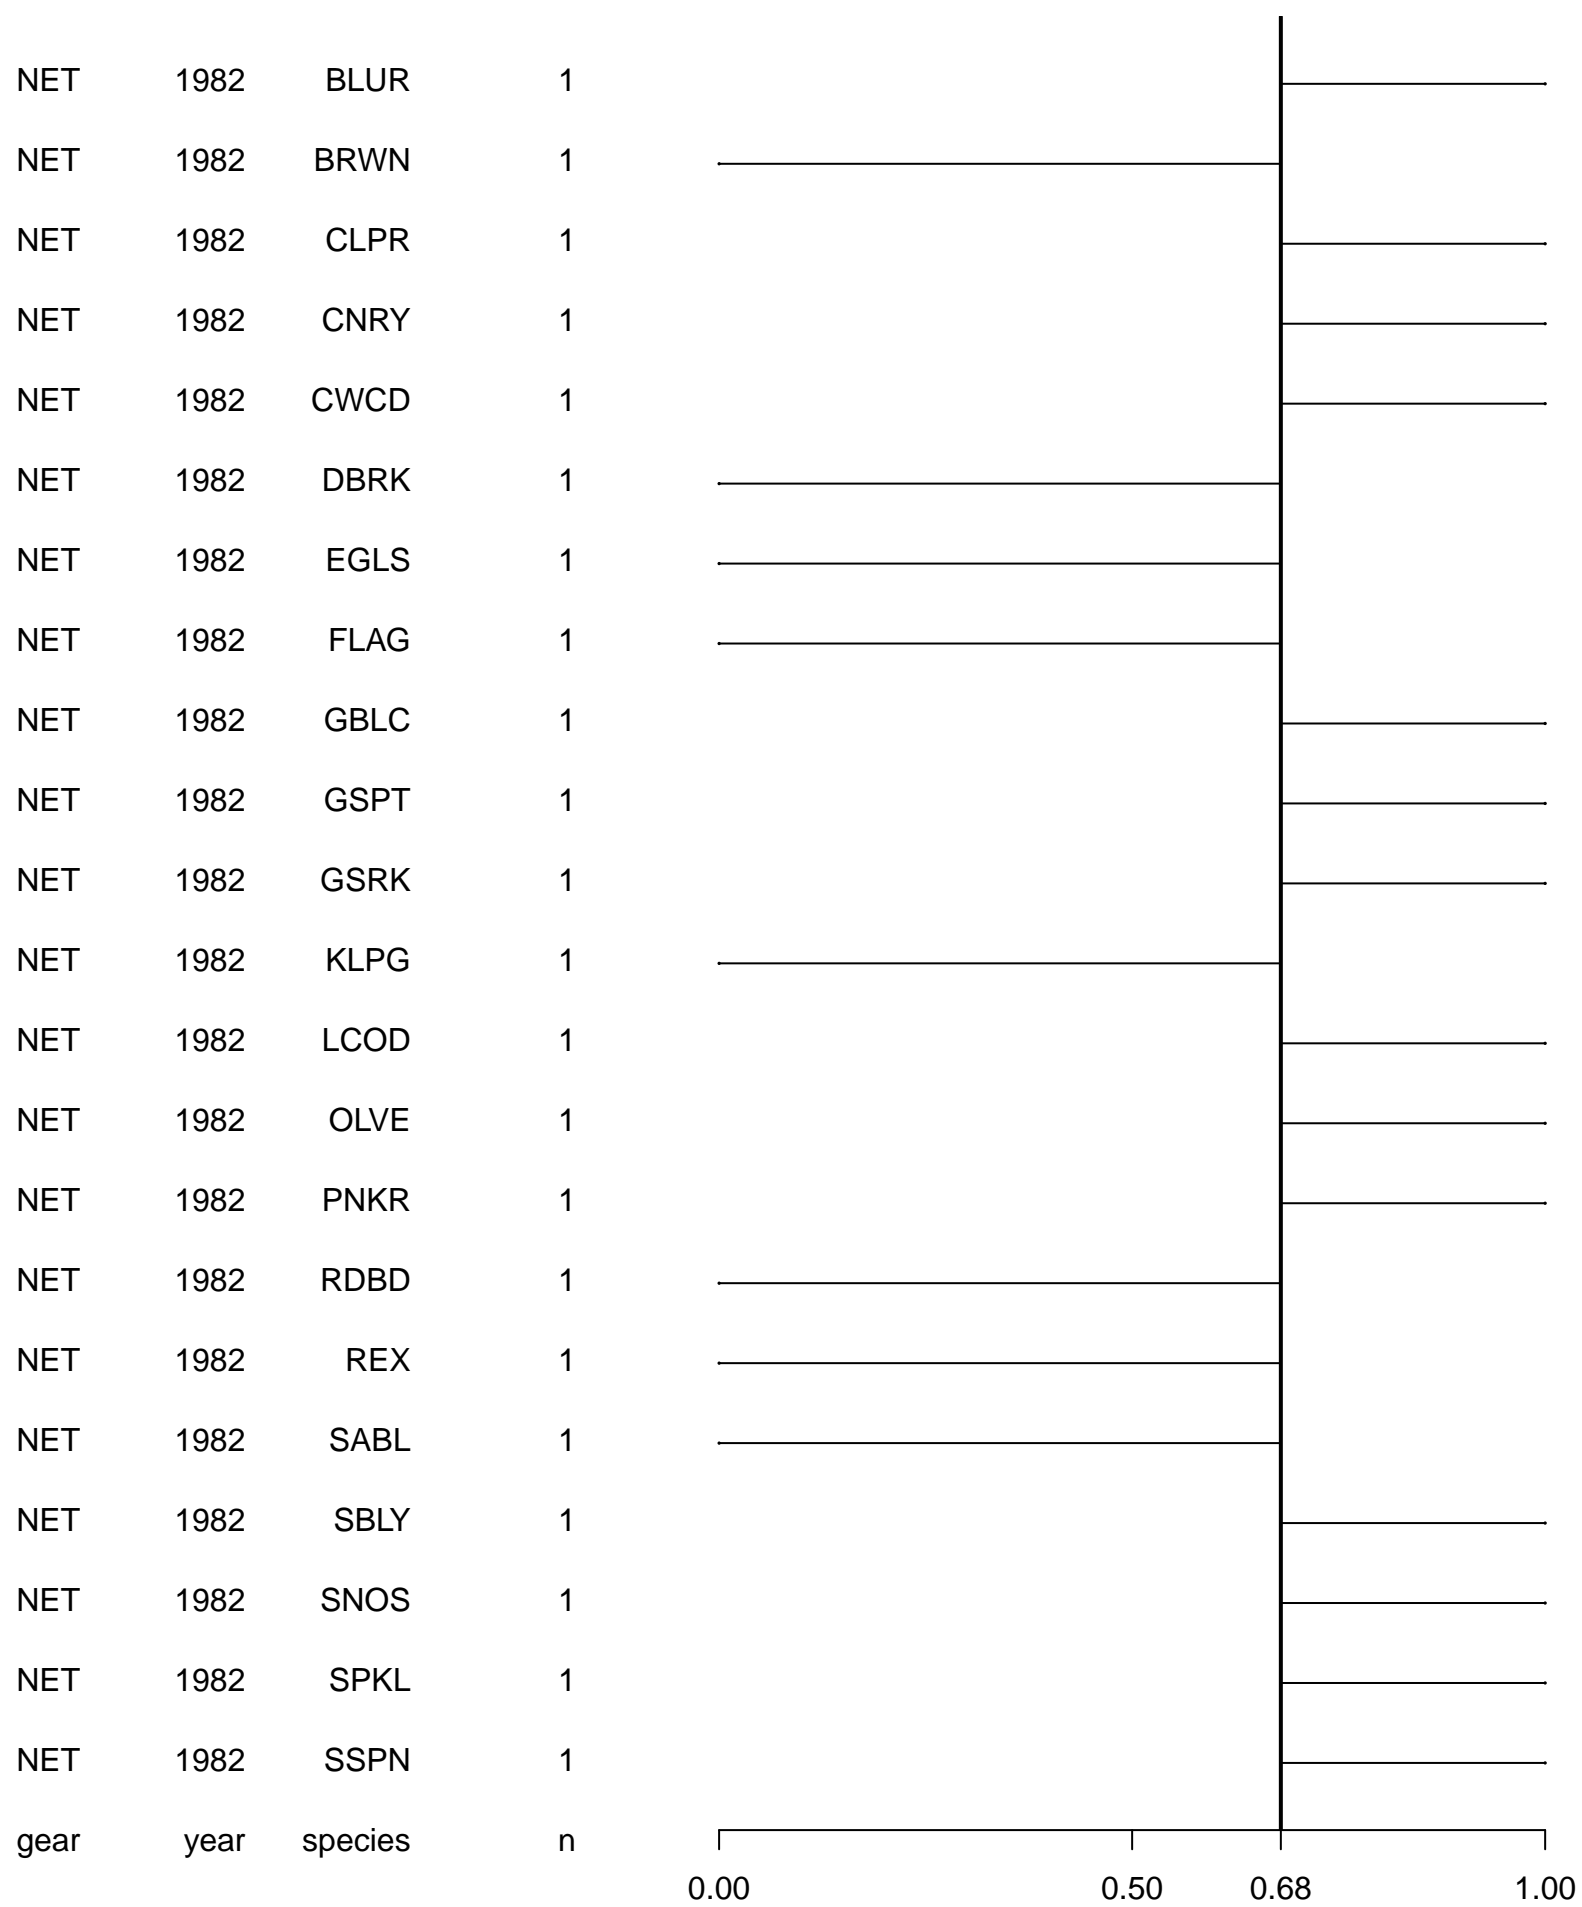 NET 1982 BLUR 1
NET 1982 BRWN 1
NET 1982 CLPR 1
NET 1982 CNRY 1
NET 1982 CWCD 1
NET 1982 DBRK 1
NET 1982 EGLS 1
NET 1982 FLAG 1
NET 1982 GBLC 1
NET 1982 GSPT 1
NET 1982 GSRK 1
NET 1982 KLPG 1
NET 1982 LCOD 1
NET 1982 OLVE 1
NET 1982 PNKR 1
NET 1982 RDBD 1
NET 1982 REX 1
NET 1982 SABL 1
NET 1982 SBLY 1
NET 1982 SNOS 1
NET 1982 SPKL 1
NET 1982 SSPN 1
gear year species n
0.00 0.50 0.68 1.00